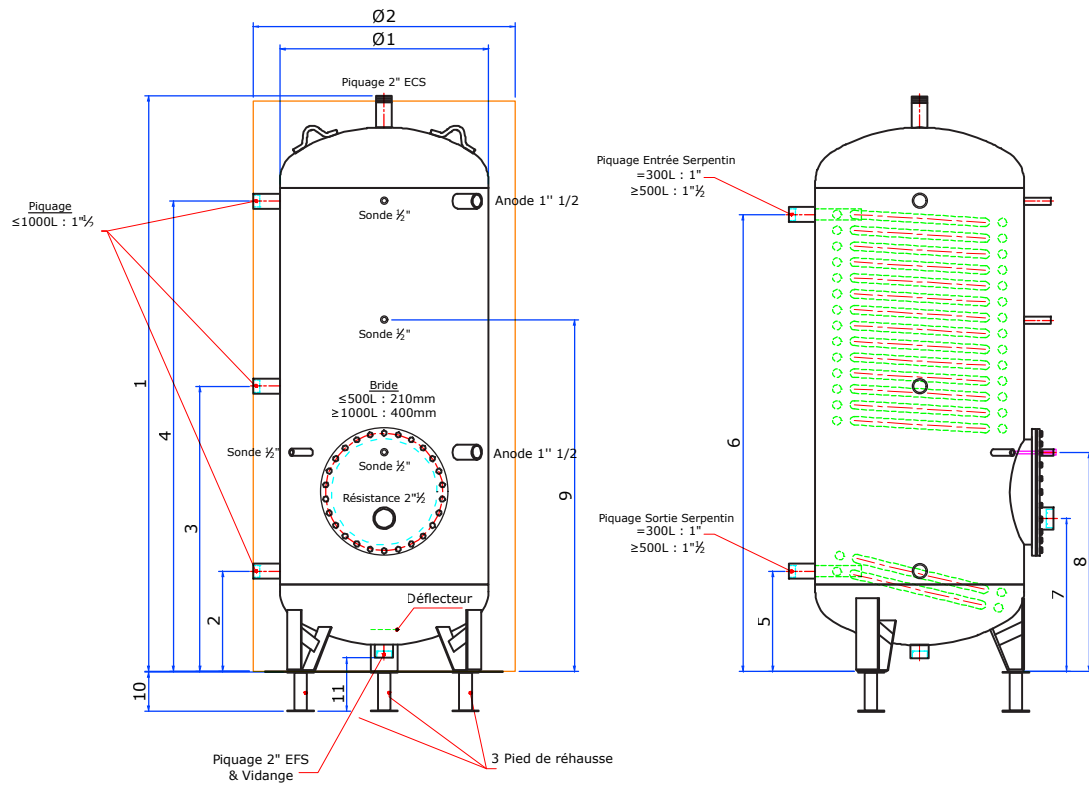 Ø2
Ø1
Piquage 2" ECS
Piquage
≤1000L : 1"½
Sonde ½"
Anode 1'' 1/2
Sonde ½"
Bride
≤500L : 210mm
≥1000L : 400mm
Sonde ½"
Sonde ½"
Anode 1'' 1/2
Résistance 2"½
Déflecteur
1
4
3
2
9
10
11
Piquage 2" EFS
& Vidange
3 Pied de réhausse
Piquage Entrée Serpentin
=300L : 1"
≥500L : 1"½
Piquage Sortie Serpentin
=300L : 1"
≥500L : 1"½
6
5
7
8